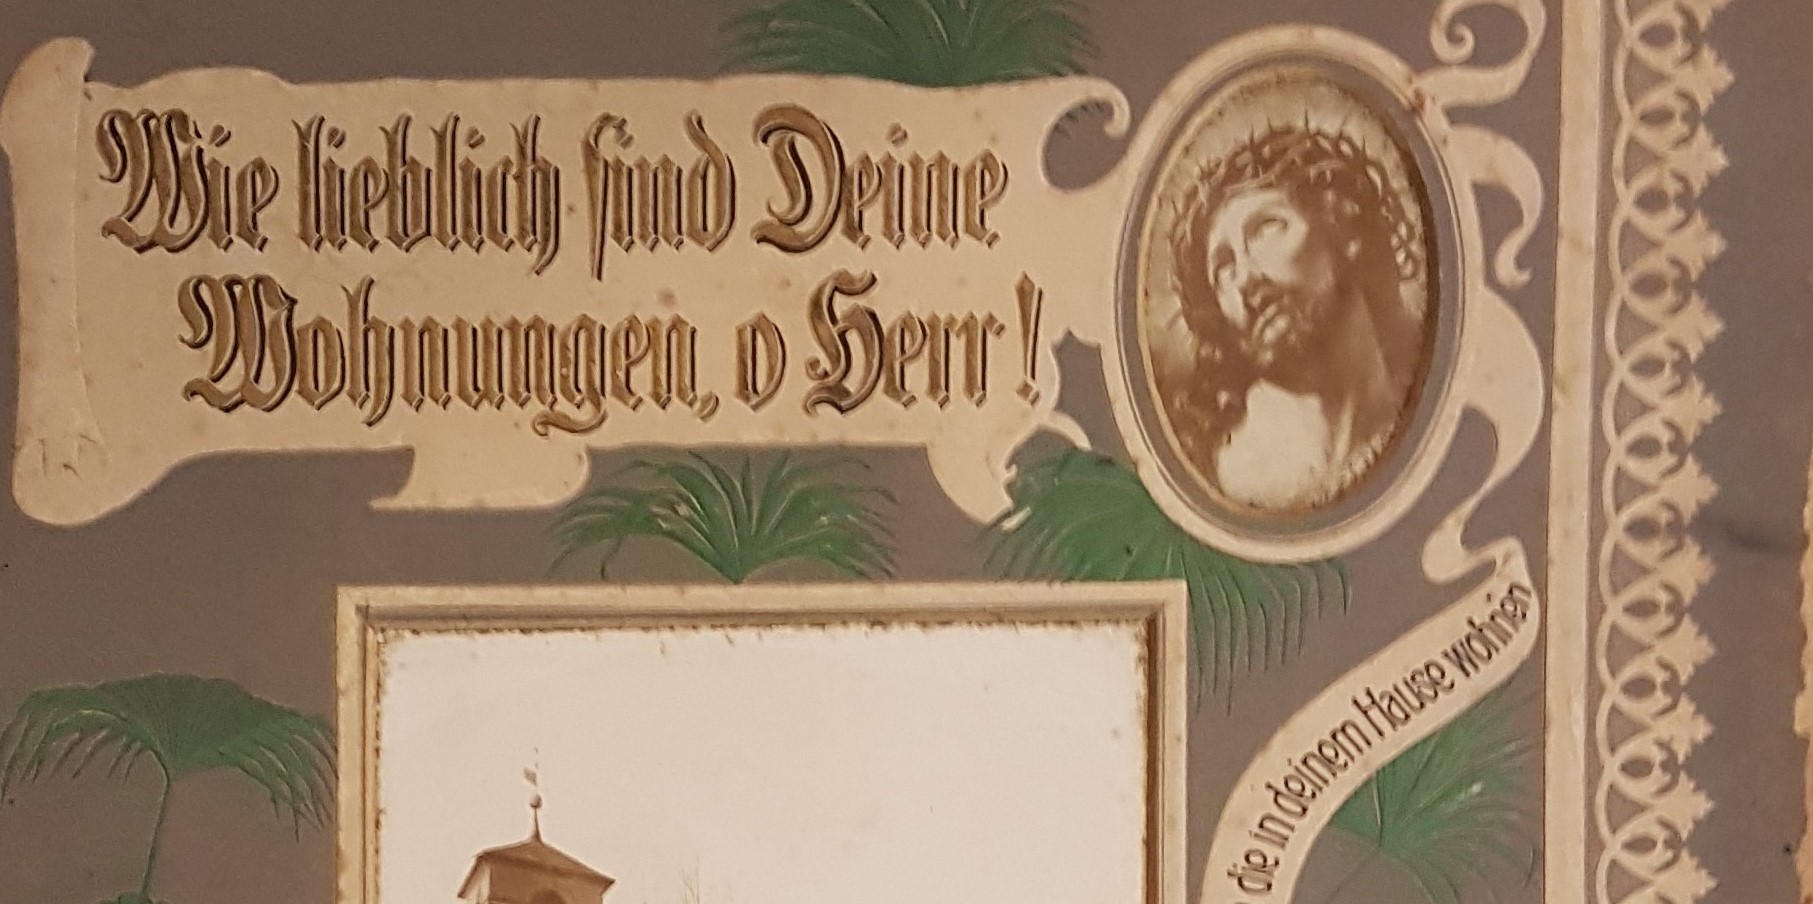 Wie lieblich sind Deine
Wohnungen, o Herr!
die in deinem Hause wohnen